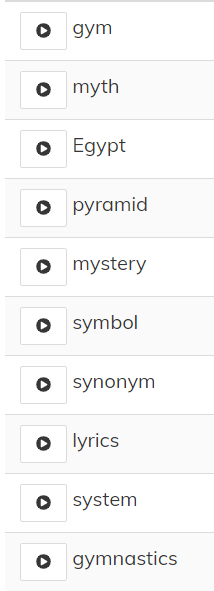 gym
myth
Egypt
pyramid
mystery
symbol
synonym
lyrics
system
gymnastics